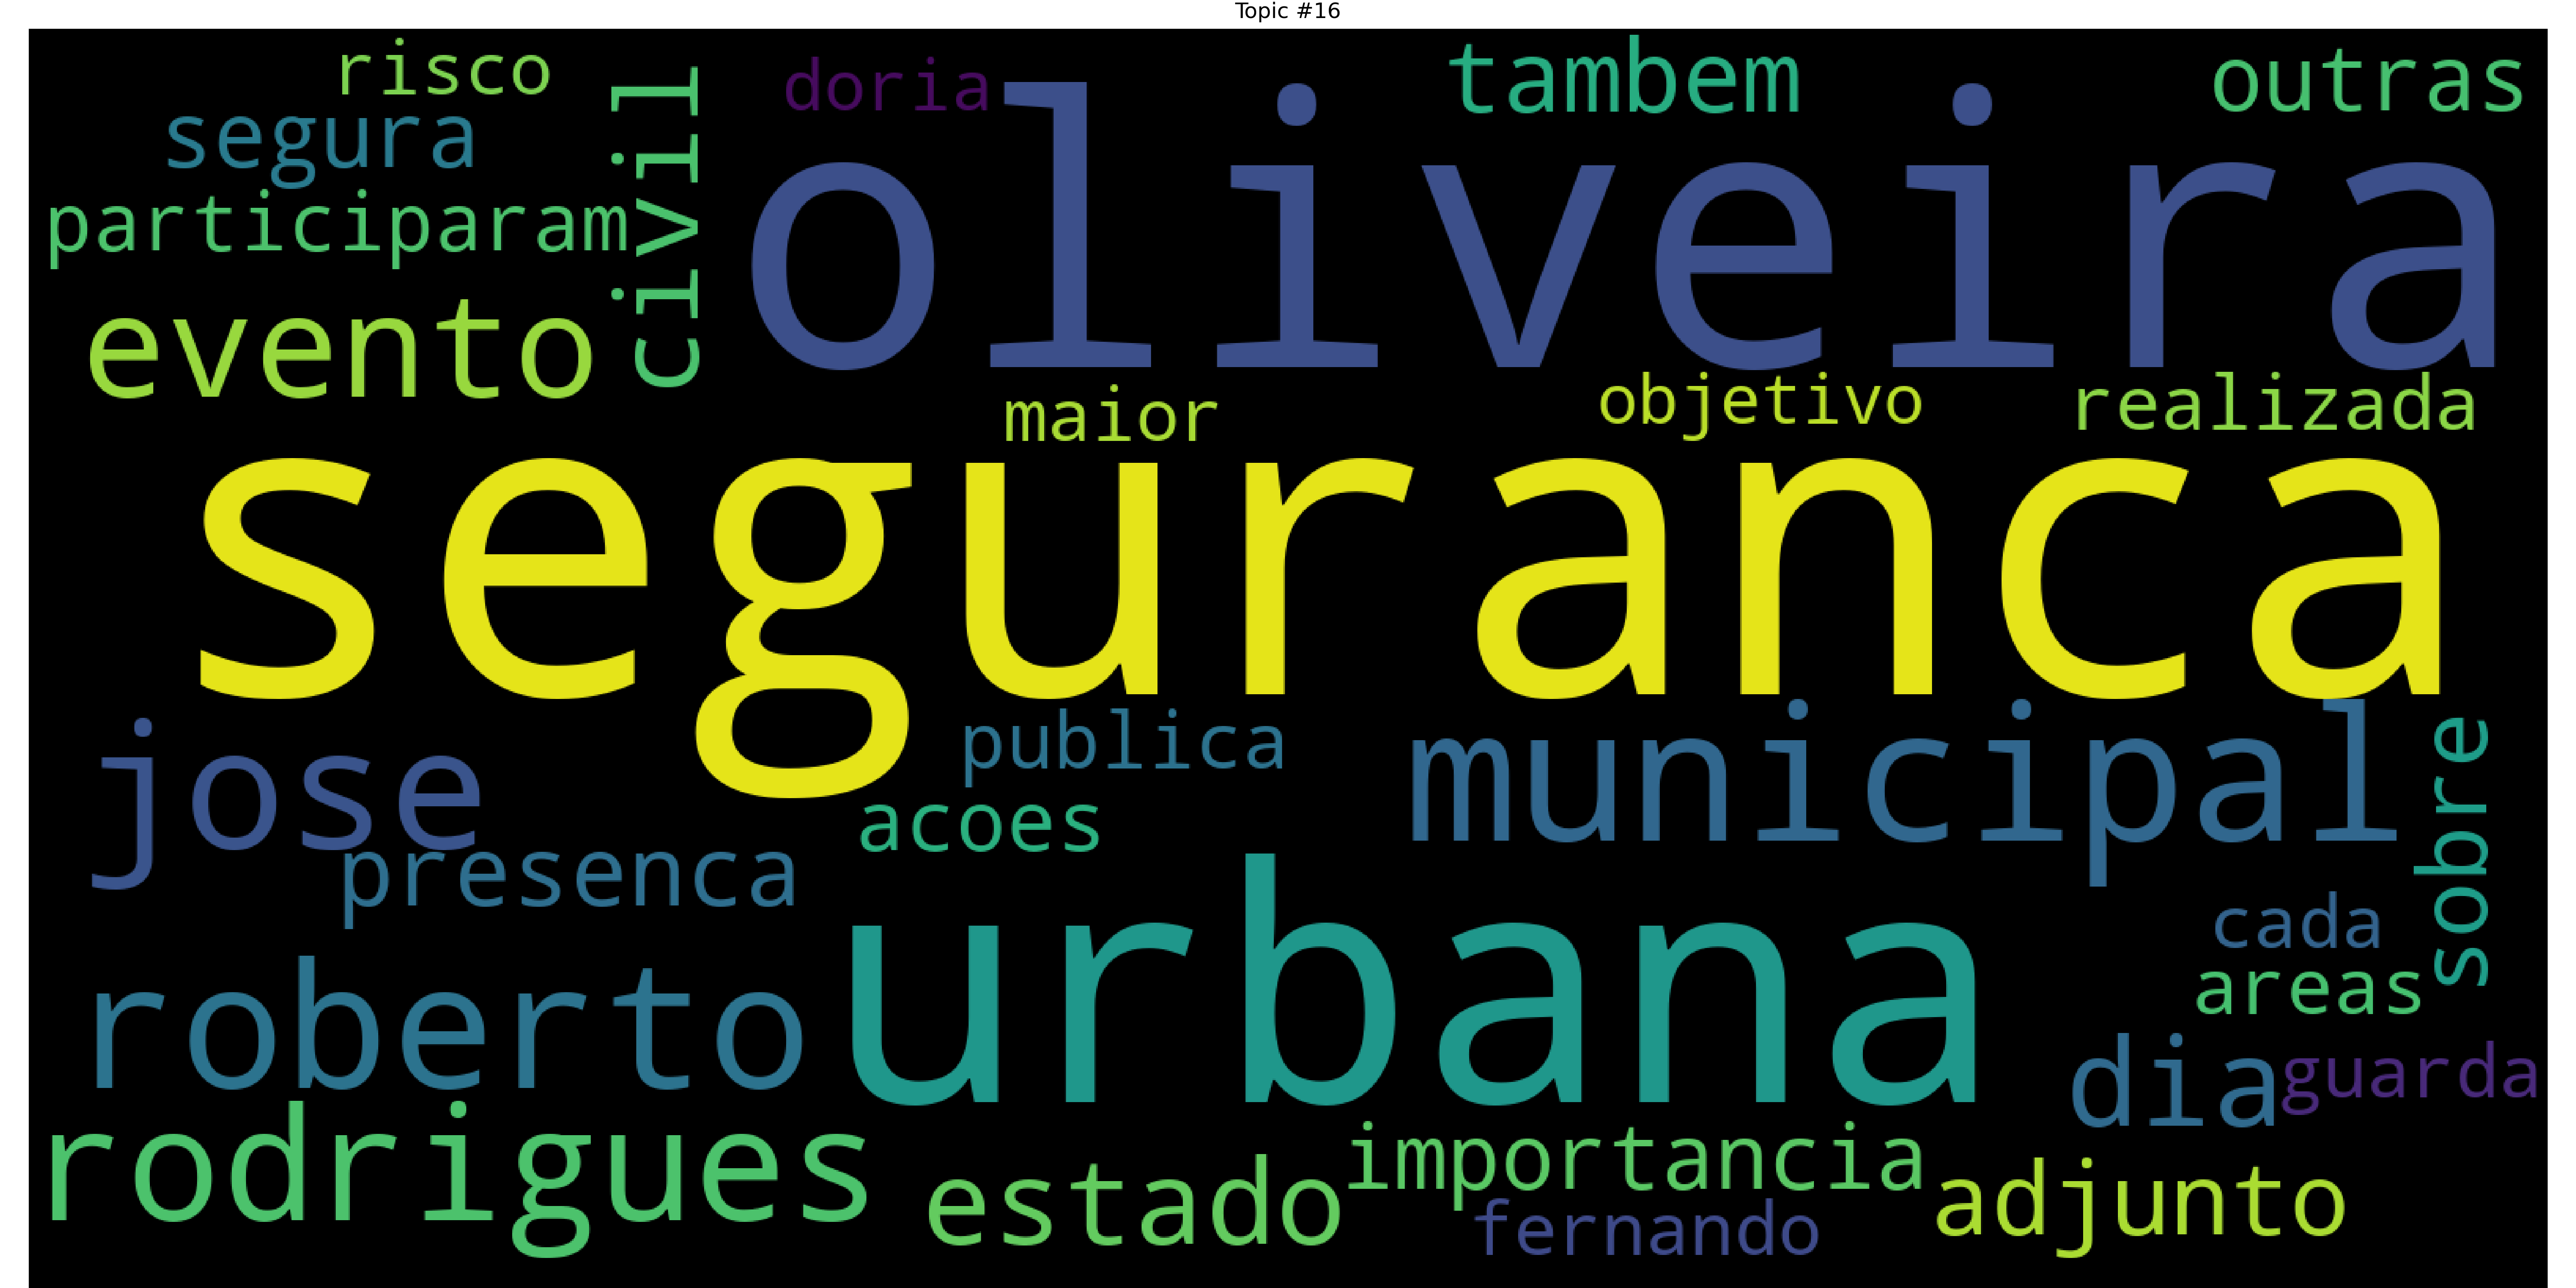 Topic #16
risco
doria
tambem
outras
segura
civil
oliveira
participaram
evento
maior
objetivo
realizada
seguranca
jose
publica
municipal
sobre
acoes
presenca
urbana
cada
areas
roberto
dia
guarda
rodrigues
importancia
estado
adjunto
fernando